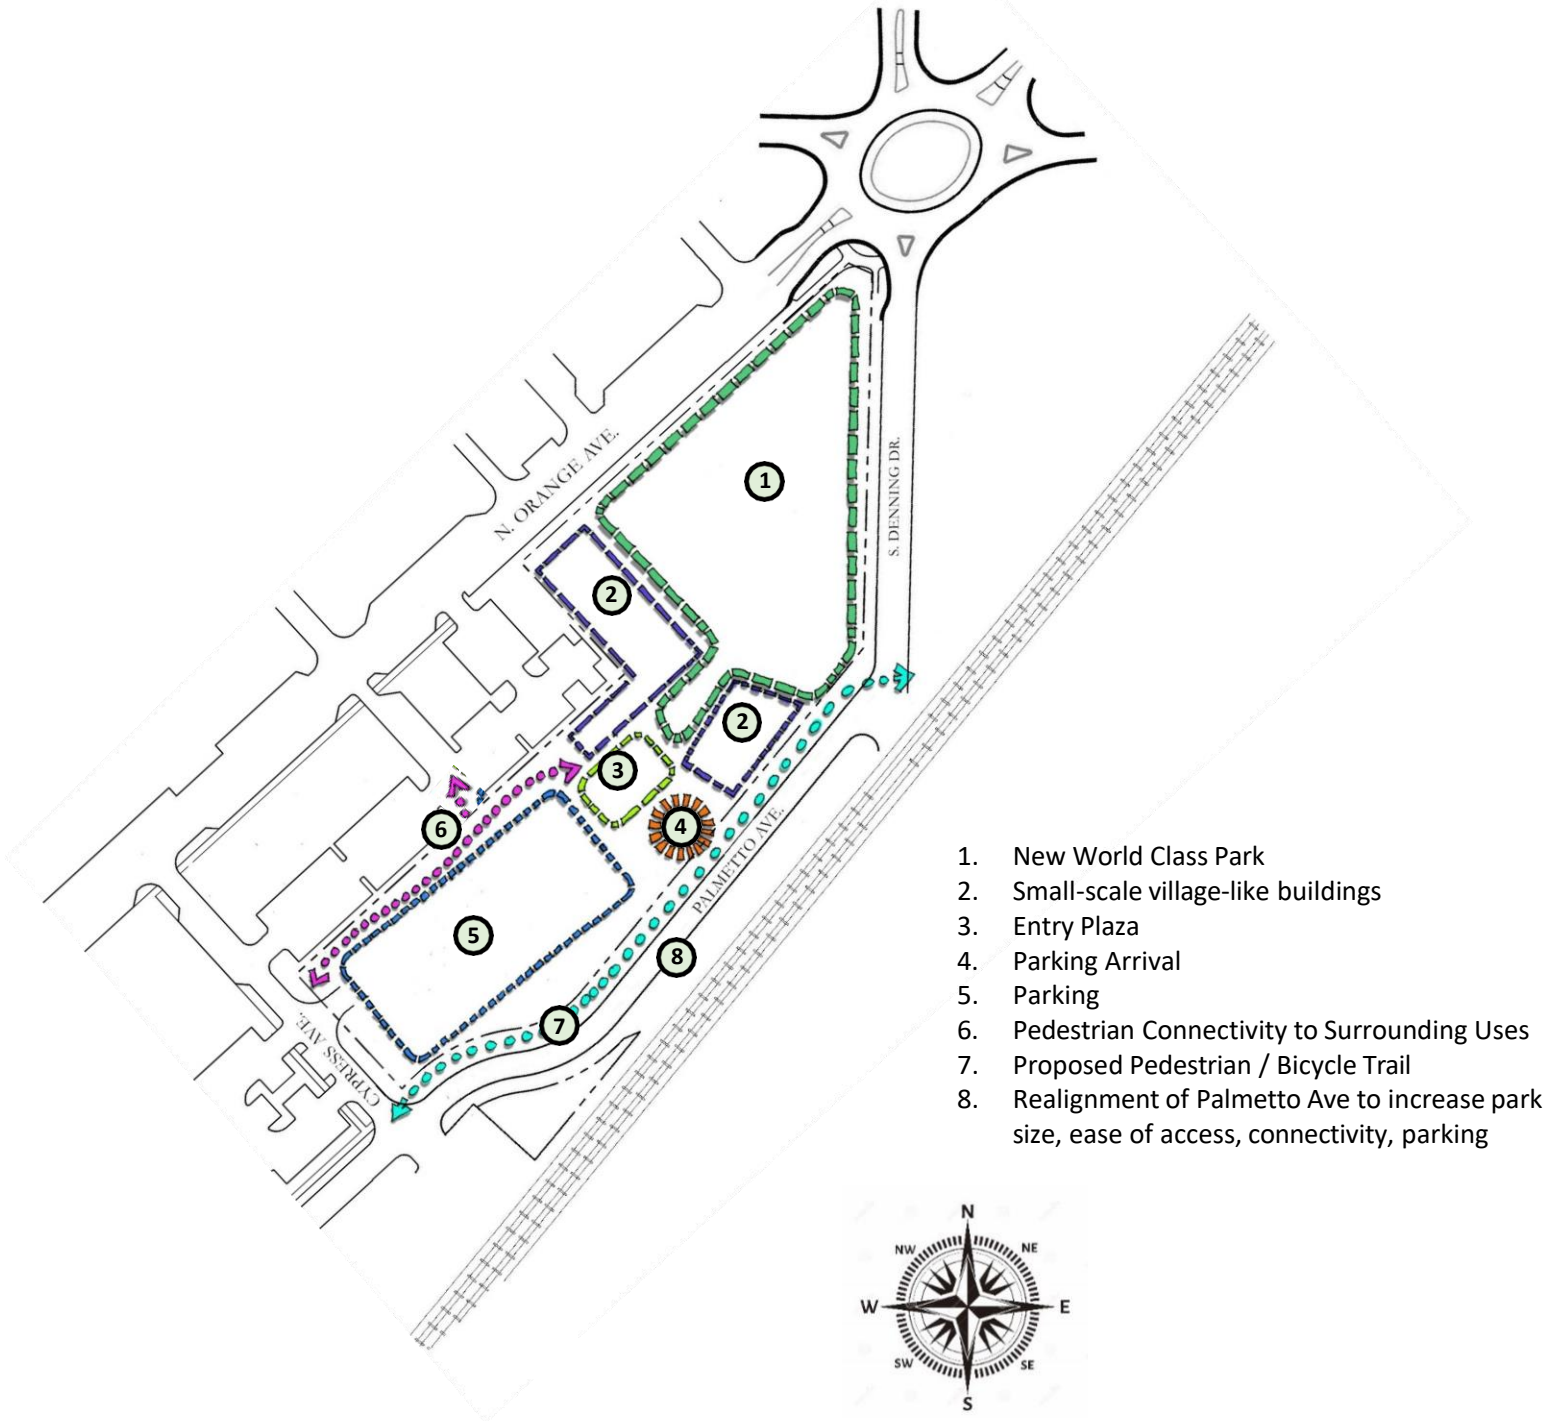 N. ORANGE AVE.
1
S. DENNING DR.
2
2
3
4
6
PALMETTO AVE.
5
8
7
CYPRESS AVE.
1. New World Class Park
2. Small-scale village-like buildings
3. Entry Plaza
4. Parking Arrival
5. Parking
6. Pedestrian Connectivity to Surrounding Uses
7. Proposed Pedestrian / Bicycle Trail
8. Realignment of Palmetto Ave to increase park
size, ease of access, connectivity, parking
N
NW NE
W E
SW SE
S